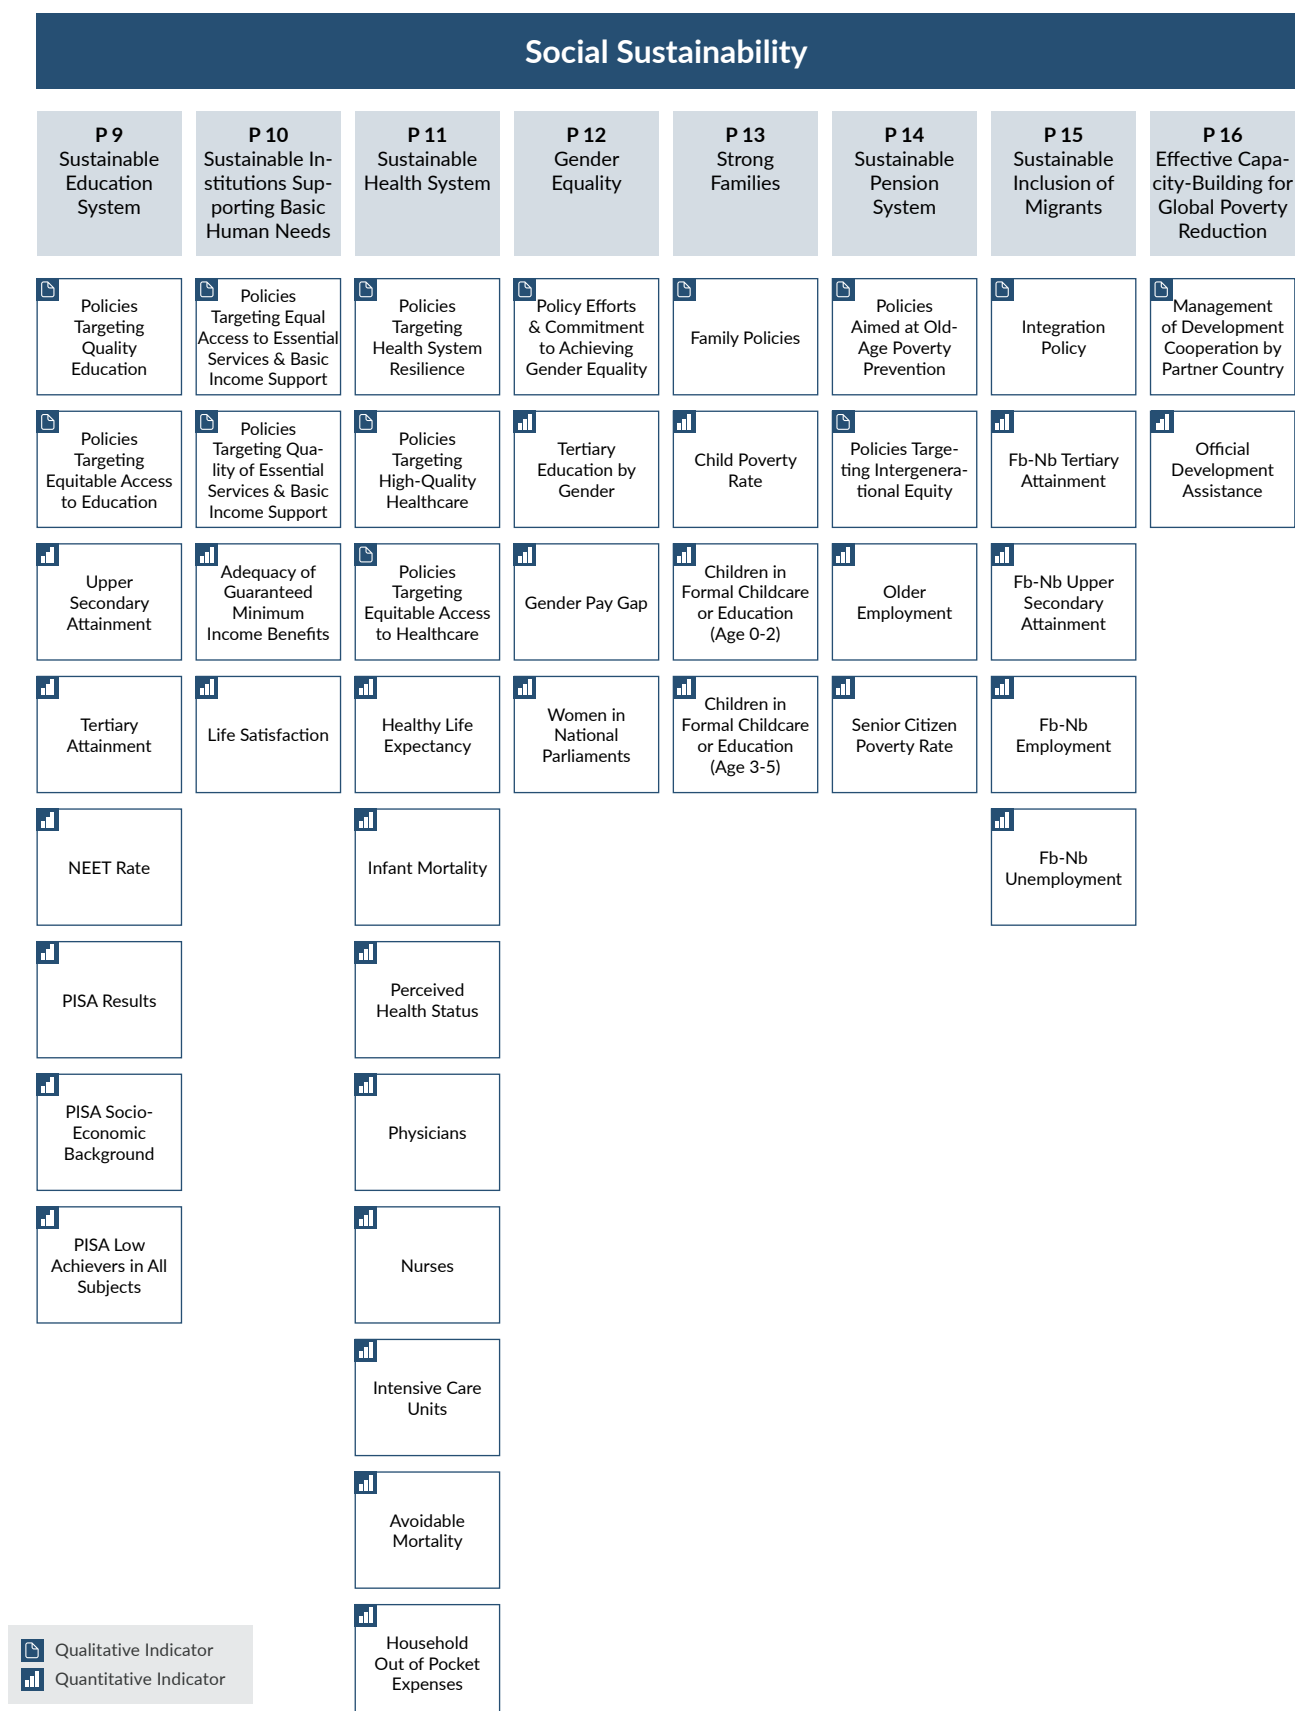 Social Sustainability
P 9
Sustainable
Education
System
P 10
Sustainable In-
stitutions Sup-
porting Basic
Human Needs
P 11
Sustainable
Health System
P 12
Gender
Equality
P 13
Strong
Families
P 14
Sustainable
Pension
System
P 15
Sustainable
Inclusion of
Migrants
P 16
Effective Capa-
city-Building for
Global Poverty
Reduction
Policies
Targeting
Quality
Education
Policies
Targeting Equal
Access to Essential
Services & Basic
Income Support
Policies
Targeting
Health System
Resilience
Policy Efforts
& Commitment
to Achieving
Gender Equality
Family Policies
Policies
Aimed at Old-
Age Poverty
Prevention
Integration
Policy
Management
of Development
Cooperation by
Partner Country
Policies
Targeting
Equitable Access
to Education
Policies
Targeting Qua-
lity of Essential
Services & Basic
Income Support
Policies
Targeting
High-Quality
Healthcare
Tertiary
Education by
Gender
Child Poverty
Rate
Policies Targe-
ting Intergenera-
tional Equity
Fb-Nb Tertiary
Attainment
Official
Development
Assistance
Upper
Secondary
Attainment
Adequacy of
Guaranteed
Minimum
Income Benefits
Policies
Targeting
Equitable Access
to Healthcare
Gender Pay Gap
Children in
Formal Childcare
or Education
(Age 0-2)
Older
Employment
Fb-Nb Upper
Secondary
Attainment
Tertiary
Attainment
Life Satisfaction
Healthy Life
Expectancy
Women in
National
Parliaments
Children in
Formal Childcare
or Education
(Age 3-5)
Senior Citizen
Poverty Rate
Fb-Nb
Employment
NEET Rate
Infant Mortality
Fb-Nb
Unemployment
PISA Results
Perceived
Health Status
PISA Socio-
Economic
Background
Physicians
PISA Low
Achievers in All
Subjects
Nurses
Intensive Care
Units
Avoidable
Mortality
Household
Out of Pocket
Expenses
Qualitative Indicator
Quantitative Indicator